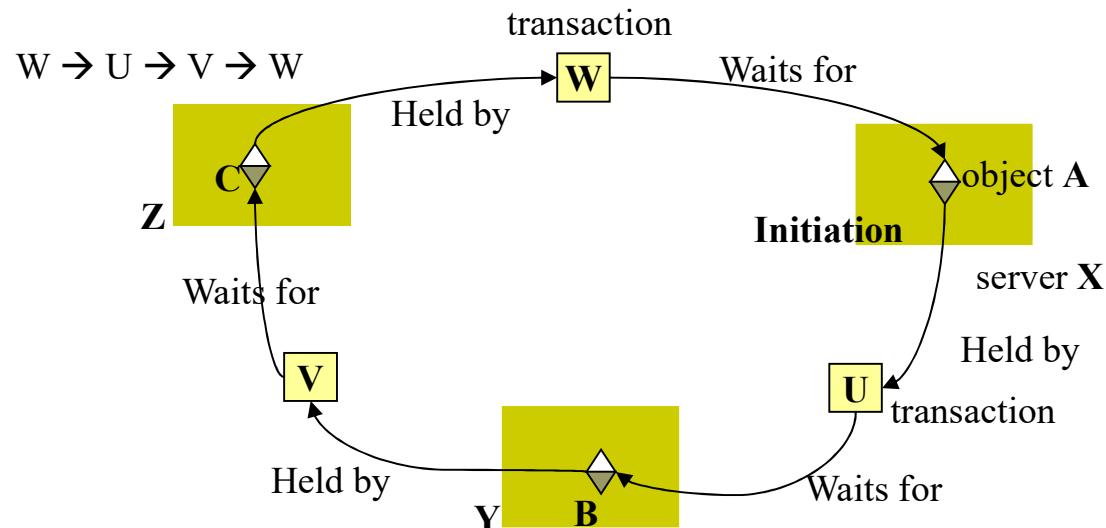 transaction
W → U → V → W
W
Waits for
Held by
C
object A
Z
Initiation
server X
Waits for
Held by
V
U
transaction
Held by
Waits for
Y
B